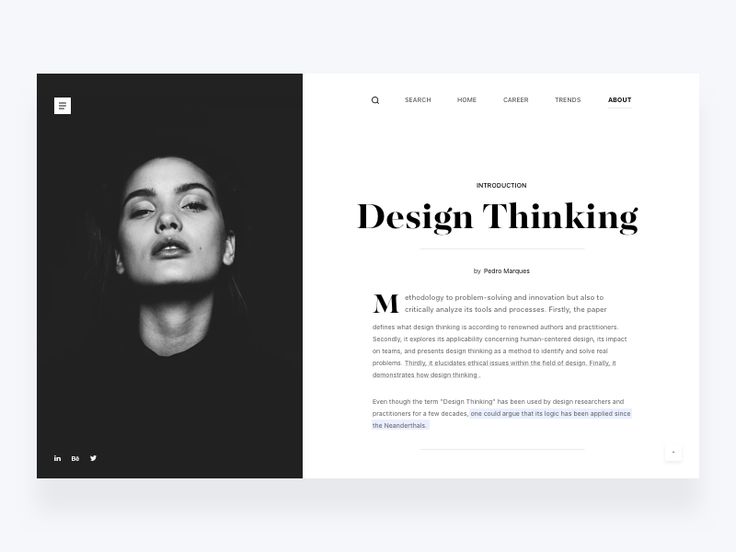 SEARCH HOME CAREER TRENDS ABOUT
INTRODUCTION
Design Thinking
by Pedro Marques
Methodology to problem-solving and innovation but also to
critically analyze its tools and processes. Firstly, the paper
defines what design thinking is according to renowned authors and practitioners.
Secondly, it explores its applicability concerning human-centered design, its impact
on teams, and presents design thinking as a method to identify and solve real
problems. Thirdly, it elucidates ethical issues within the field of design. Finally, it
demonstrates how design thinking .
Even though the term "Design Thinking" has been used by design researchers and
practitioners for a few decades, one could argue that its logic has been applied since
the Neanderthals.
in Bē